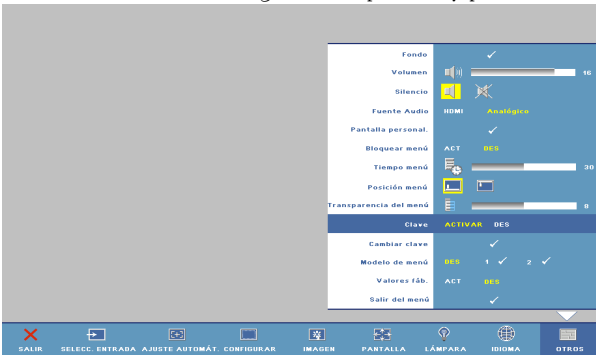 Fondo
Volumen 16
Silencio
Fuente Audio HDMI Analógico
Pantalla personal.
Bloquear menú ACT DES
Tiempo menú 30
Posición menú
Transparencia del menú 8
Clave ACTIVAR DES
Cambiar clave
Modelo de menú DES 1 2
Valores fáb. ACT DES
Salir del menú
SALIR SELECC. ENTRADA AJUSTE AUTOMÁT. CONFIGURAR IMAGEN PANTALLA LÁMPARA IDIOMA OTROS